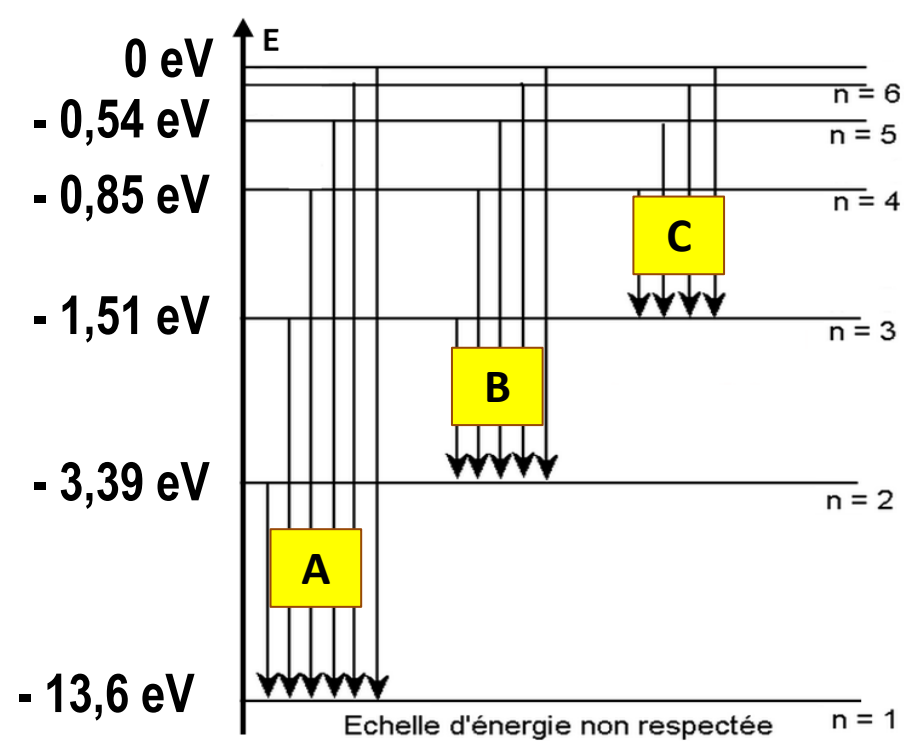 E
0 eV
n = 6
- 0,54 eV
n = 5
- 0,85 eV
n = 4
C
- 1,51 eV
n = 3
B
- 3,39 eV
n = 2
A
- 13,6 eV
Echelle d'énergie non respectée
n = 1